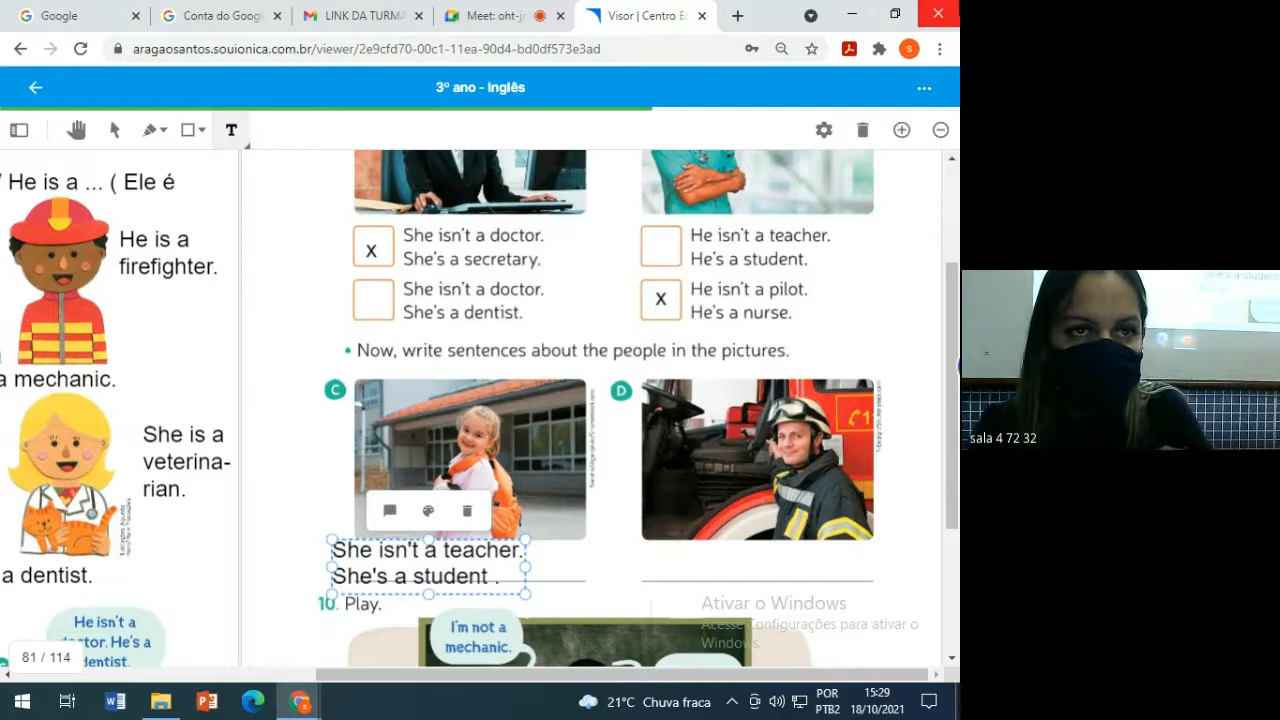 Google
Conta do Goog
LINK DA TURMA
Meet: oht-j
Visor | Centro E
aragaosantos.souionica.com.br/viewer/2e9cfd70-00c1-11ea-90d4-bd0df573e3ad
S
3º ano - Inglês
T
/ He is a ... ( Ele é
He is a
firefighter.
a mechanic.
She is a
veterina-
rian.
a dentist.
He isn't a
doctor. He's a
dentist.
81 / 114
x
She isn't a doctor.
She's a secretary.
She isn't a doctor.
She's a dentist.
He isn't a teacher.
He's a student.
x
He isn't a pilot.
He's a nurse.
• Now, write sentences about the people in the pictures.
C
D
She isn't a teacher.
She's a student .
10. Play.
I'm not a
mechanic.
Ativar o Windows
Acesse Configurações para ativar o
Windows.
she's a student
sala 4 72 32
21°C Chuva fraca
POR
PTB2
15:29
18/10/2021